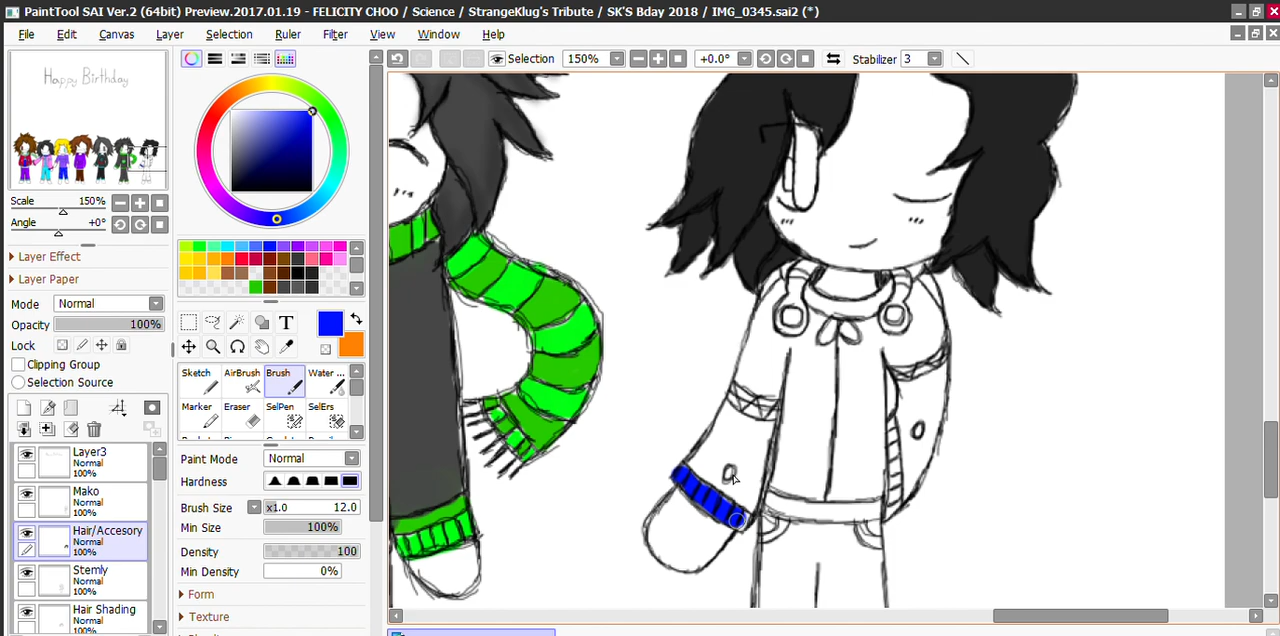 PaintTool SAI Ver.2 (64bit) Preview.2017.01.19 - FELICITY CHOO / Science / StrangeKlug's Tribute / SK'S Bday 2018 / IMG_0345.sai2 (*)
File Edit Canvas Layer Selection Ruler Filter View Window Help
Selection 150% +0.0° Stabilizer 3
Happy Birthday
Scale 150%
Angle +0°
Layer Effect
Layer Paper
Mode Normal
Opacity 100%
Lock
Clipping Group
Selection Source
Layer3
Normal
100%
Mako
Normal
100%
Hair/Accesory
Normal
100%
Stemly
Normal
100%
Hair Shading
Normal
T
Sketch AirBrush Brush Water ...
Marker Eraser SelPen SelErs
Paint Mode Normal
Hardness
Brush Size x1.0 12.0
Min Size 100%
Density 100
Min Density 0%
Form
Texture